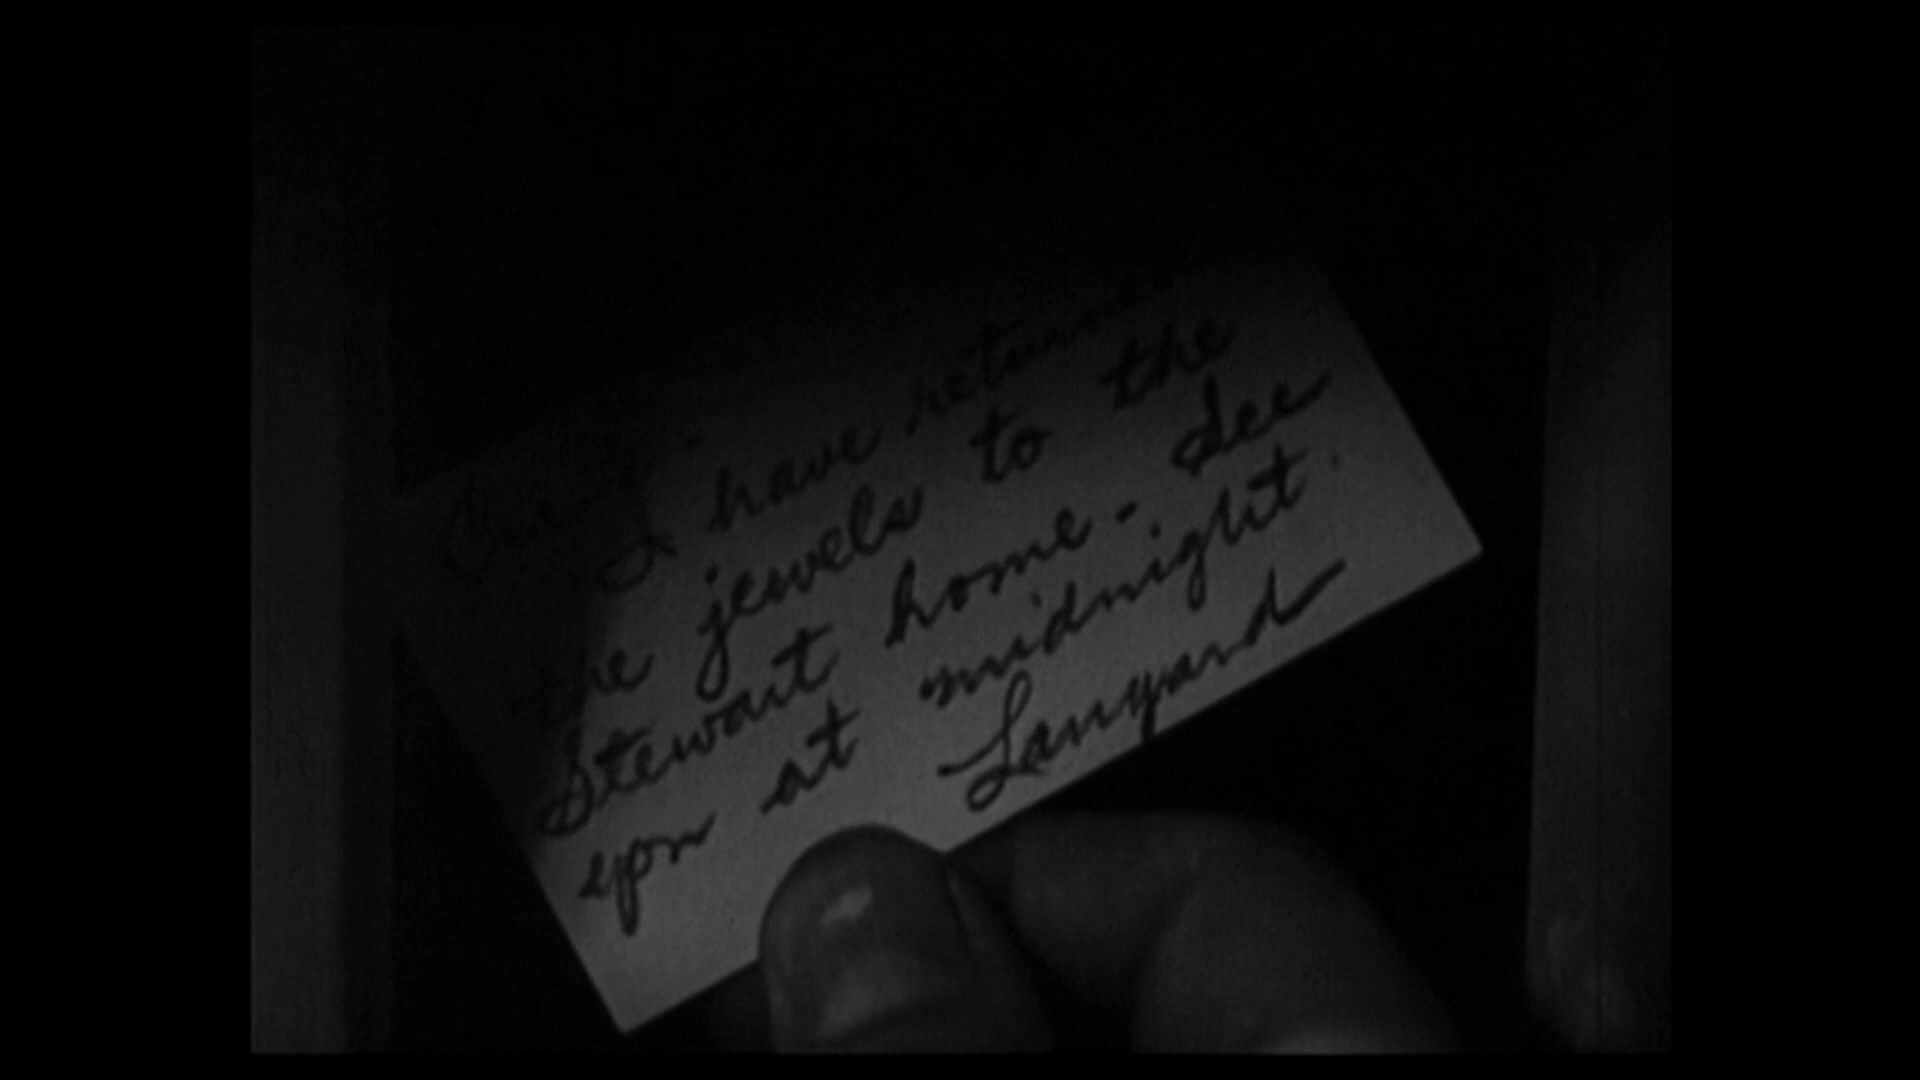 I have returned
the jewels to the
Stewart home - See
you at midnight.
Lanyard